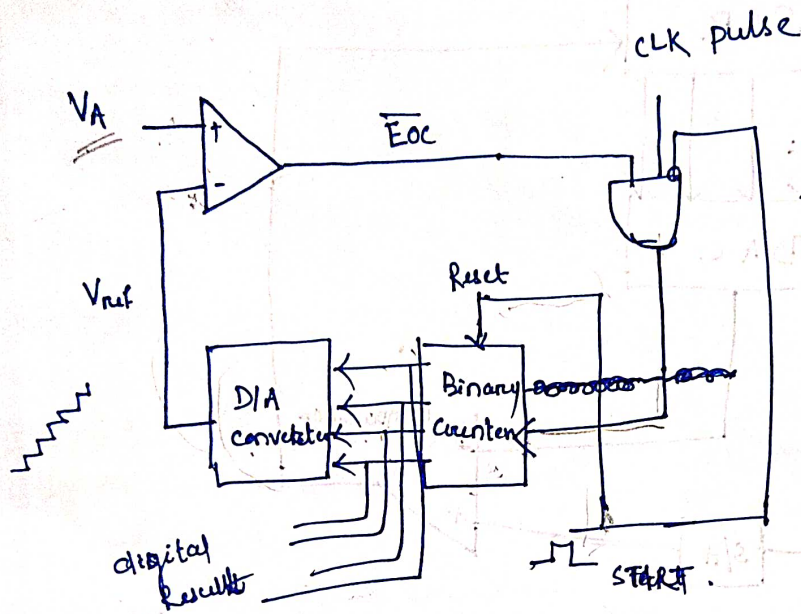 CLK pulse
VA
+
-
EOC
Vref
Reset
D/A
Converter
Binary
Counter
digital
Result
START.